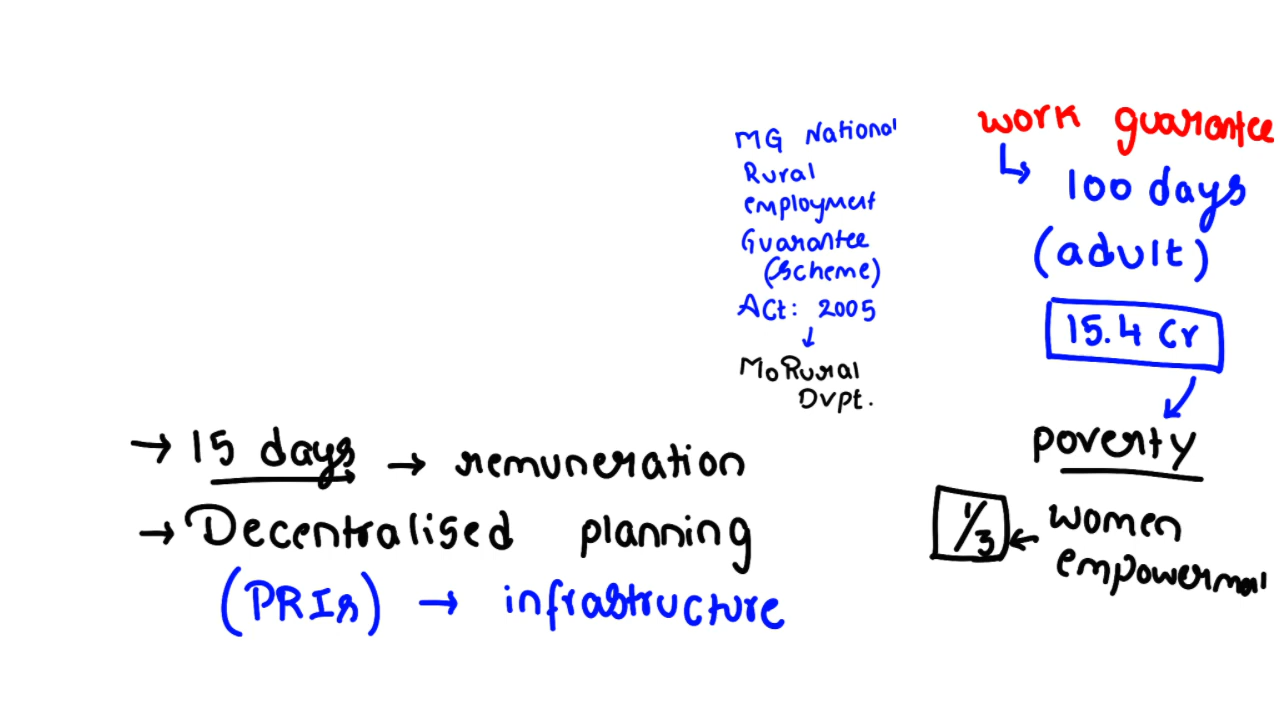 MG National
Rural
employment
Guarantee
(scheme)
Act: 2005
↓
MoRural
Dvpt.
work guarantee
↳ 100 days
(adult)
15.4 Cr
poverty
1/3 ← women
empowerment
→ 15 days → remuneration
→ Decentralised planning
(PRIs) → infrastructure